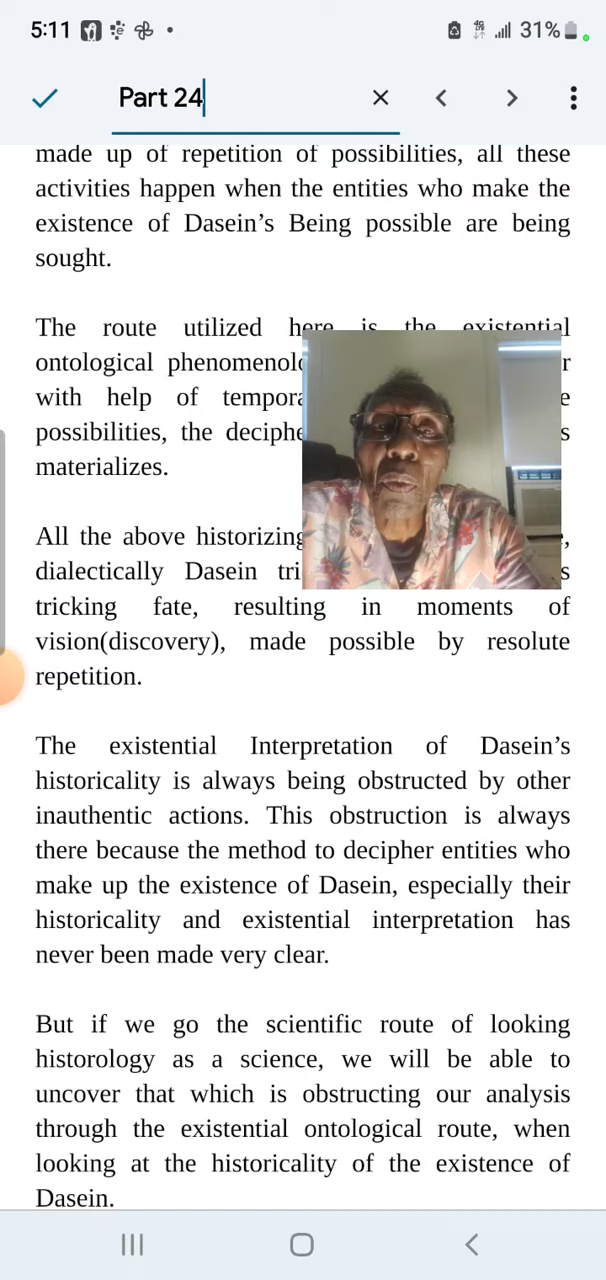 5:11
31%
Part 24
made up of repetition of possibilities, all these
activities happen when the entities who make the
existence of Dasein's Being possible are being
sought.
The route utilized here is the existential
ontological
with help of
possibilities, the
materializes.
All the above historizing
dialectically Dasein
tricking fate, resulting in moments of
vision(discovery), made possible by resolute
repetition.
The existential Interpretation of Dasein's
historicality is always being obstructed by other
inauthentic actions. This obstruction is always
there because the method to decipher entities who
make up the existence of Dasein, especially their
historicality and existential interpretation has
never been made very clear.
But if we go the scientific route of looking
historology as a science, we will be able to
uncover that which is obstructing our analysis
through the existential ontological route, when
looking at the historicality of the existence of
Dasein.